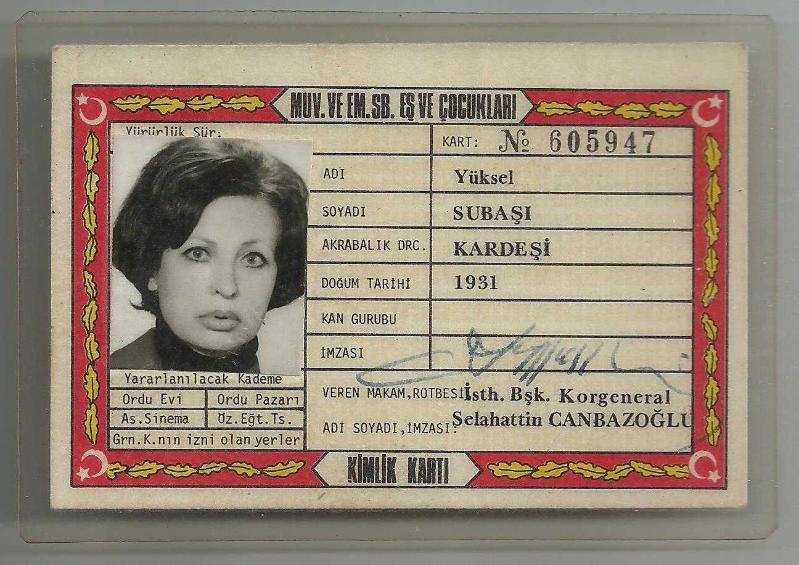 MUV. VE EM. SB. EŞ VE ÇOCUKLARI
Yürürlük Sür:
KART: № 605947
ADI Yüksel
SOYADI SUBAŞI
AKRABALIK DRC. KARDEŞİ
DOĞUM TARİHİ 1931
KAN GURUBU
İMZASI
Yararlanılacak Kademe
Ordu Evi Ordu Pazarı
As.Sinema Öz.Eğt.Ts.
Grn.K.nın izni olan yerler
VEREN MAKAM,ROTBESİ İsth. Bşk. Korgeneral
ADI SOYADI,İMZASI: Selahattin CANBAZOĞLU
KİMLİK KARTI